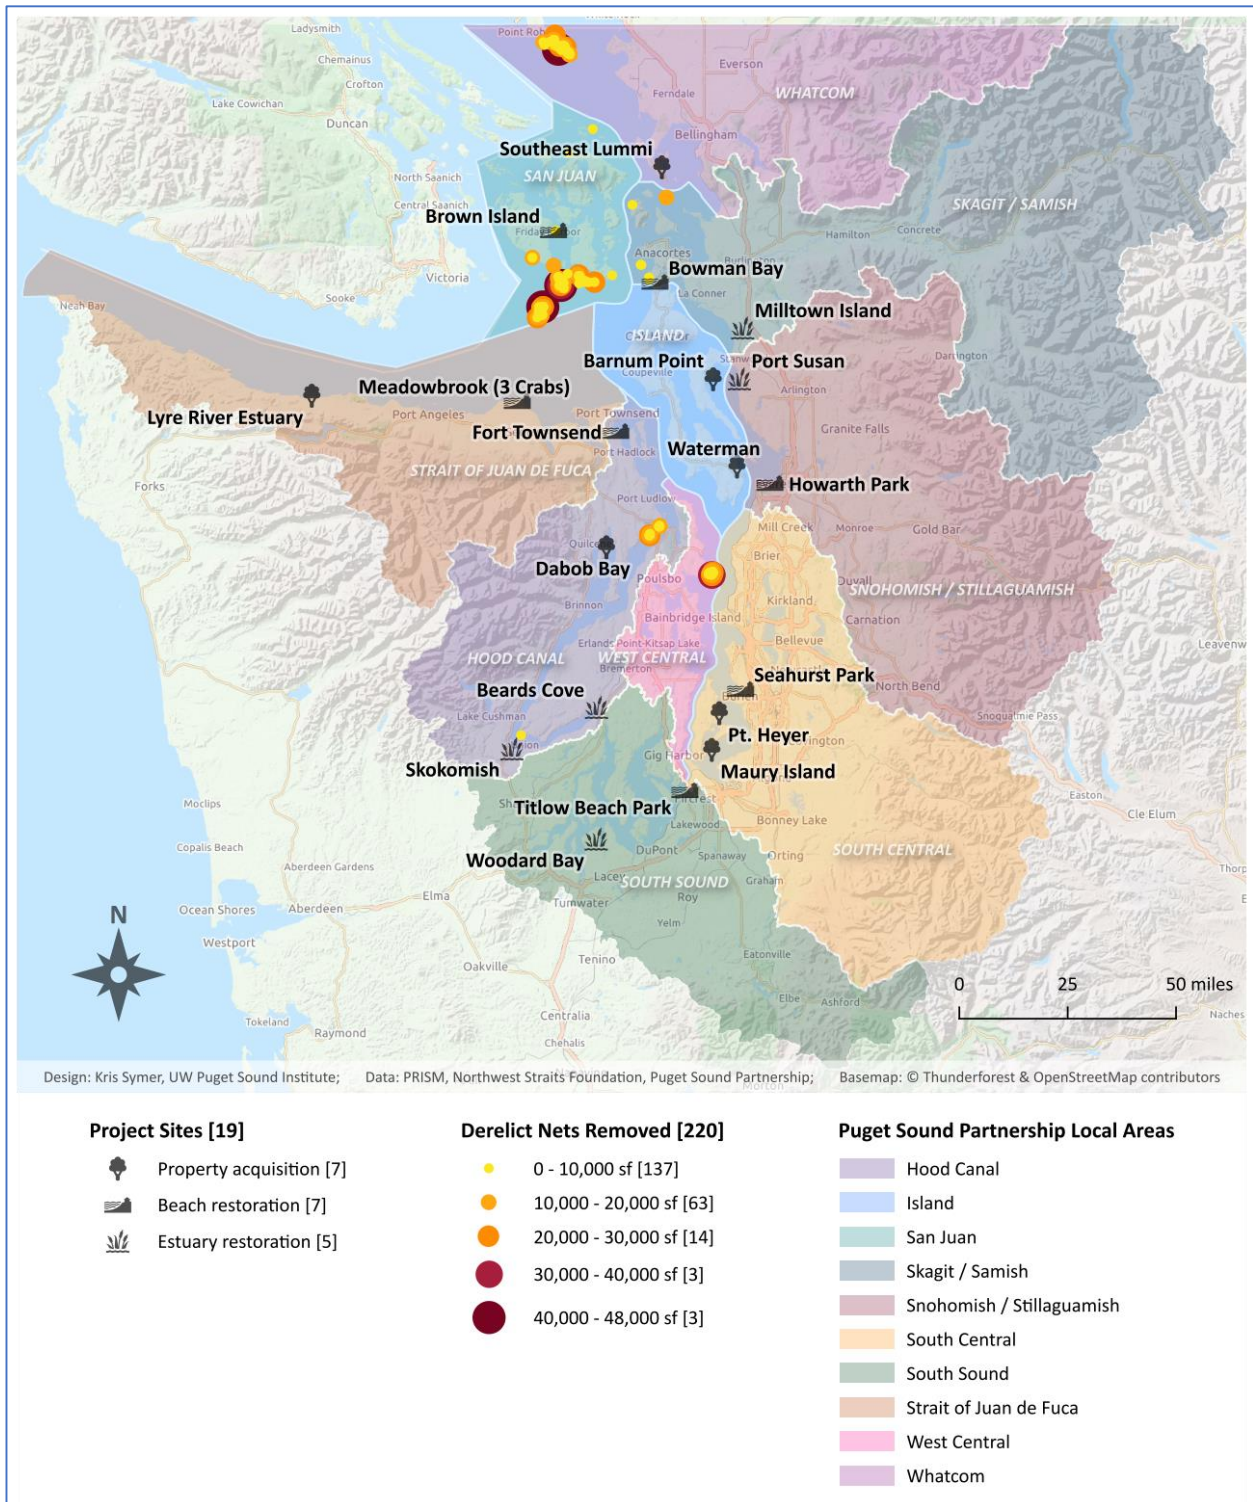 Ladysmith
Point Rob
Chemainus
Everson
Crofton
WHATCOM
Ferndale
Lake Cowichan
Duncan
Bellingham
Southeast Lummi
North Saanich
SAN JUAN
Central Saanich
SKAGIT / SAMISH
Brown Island
Concrete
Hamilton
Anacortes
Burlington
Victoria
Bowman Bay
Sooke
La Conner
Neah Bay
Milltown Island
ISLAND
Darrington
Barnum Point
Port Susan
Coupeville
Meadowbrook (3 Crabs)
Arlington
Lyre River Estuary
Port Angeles
Port Townsend
Granite Falls
Fort Townsend
Waterman
Port Hadlock
STRAIT OF JUAN DE FUCA
Howarth Park
Forks
Port Ludlow
Mill Creek
Monroe
Gold Bar
Brier
Dabob Bay
Poulsbo
Duvall
SNOHOMISH / STILLAGUAMISH
Brinnon
Kirkland
Bainbridge Island
Carnation
Leavenw
Erlands Point-Kitsap Lake
Bellevue
HOOD CANAL
WEST CENTRAL
Bremerton
Seahurst Park
North Bend
Beards Cove
Lake Cushman
Snoqualmie Pass
Pt. Heyer
Gig Harbor
Skokomish
Maury Island
Easton
Moclips
Titlow Beach Park
Cle Elum
Lakewood
Bonney Lake
Copalis Beach
DuPont
Spanaway
Orting
SOUTH CENTRAL
Woodard Bay
Aberdeen Gardens
Lacey
Graham
SOUTH SOUND
Elma
Tumwater
Roy
Ocean Shores
Aberdeen
N
Yelm
Westport
Eatonville
Oakville
Tenino
0 25 50 miles
Elbe
Ashford
Centralia
Naches
Tokeland
Raymond
Chehalis
Design: Kris Symer, UW Puget Sound Institute; Data: PRISM, Northwest Straits Foundation, Puget Sound Partnership; Basemap: © Thunderforest & OpenStreetMap contributors
Morton
Project Sites [19]
Property acquisition [7]
Beach restoration [7]
Estuary restoration [5]
Derelict Nets Removed [220]
0 - 10,000 sf [137]
10,000 - 20,000 sf [63]
20,000 - 30,000 sf [14]
30,000 - 40,000 sf [3]
40,000 - 48,000 sf [3]
Puget Sound Partnership Local Areas
Hood Canal
Island
San Juan
Skagit / Samish
Snohomish / Stillaguamish
South Central
South Sound
Strait of Juan de Fuca
West Central
Whatcom